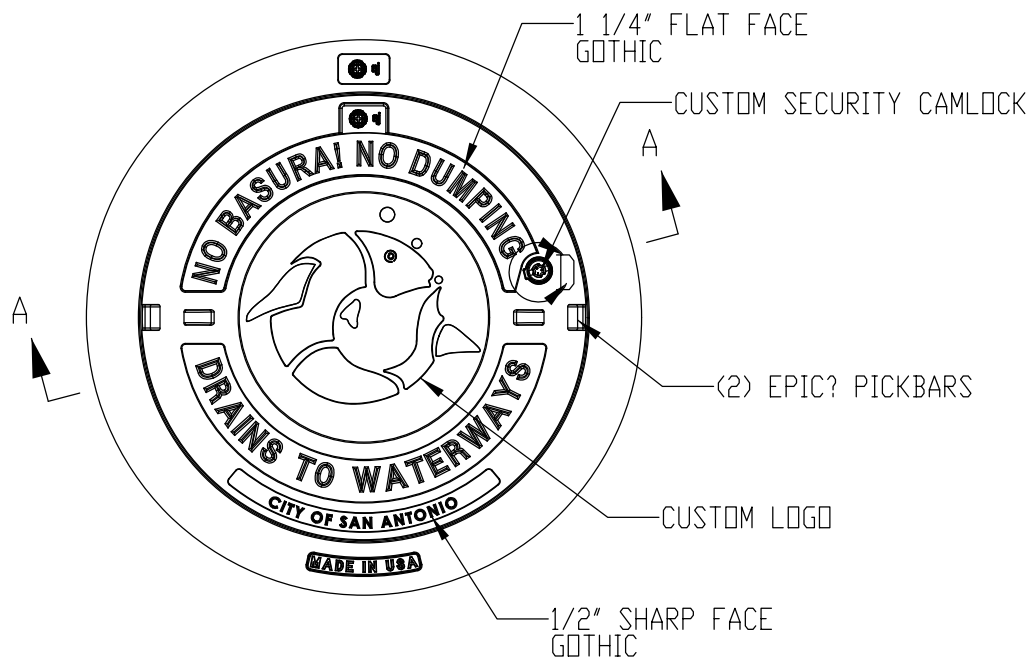 1 1/4" FLAT FACE
GOTHIC
CUSTOM SECURITY CAMLOCK
A
A
NO BASURA! NO DUMPING
(2) EPIC? PICKBARS
DRAINS TO WATERWAYS
CITY OF SAN ANTONIO
CUSTOM LOGO
MADE IN USA
1/2" SHARP FACE
GOTHIC